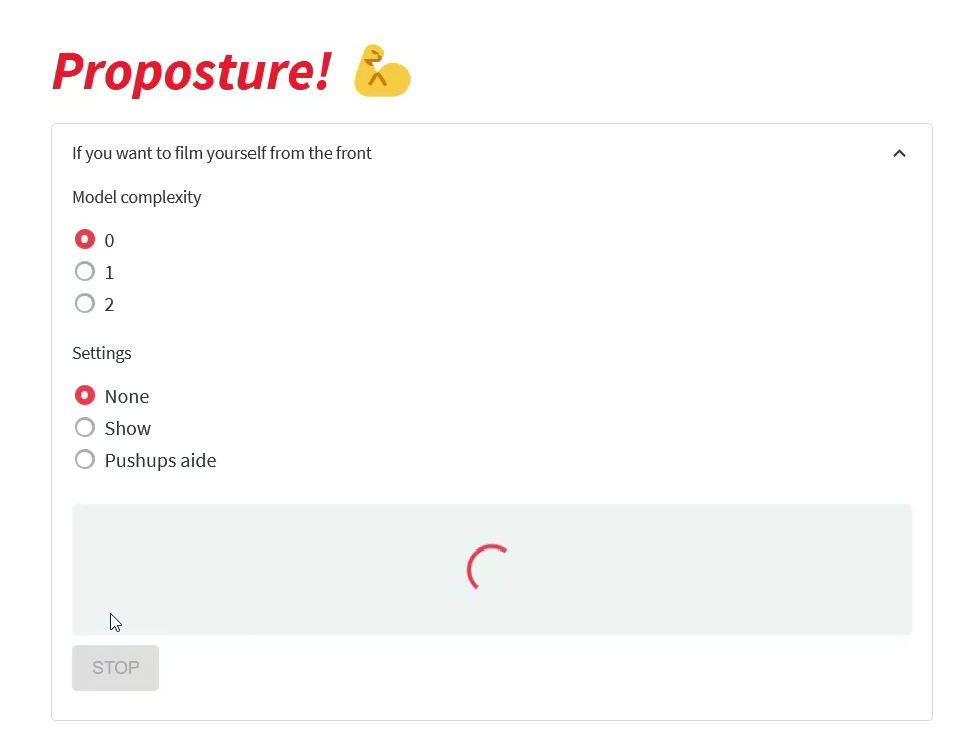 Proposture!
If you want to film yourself from the front
Model complexity
0
1
2
Settings
None
Show
Pushups aide
STOP